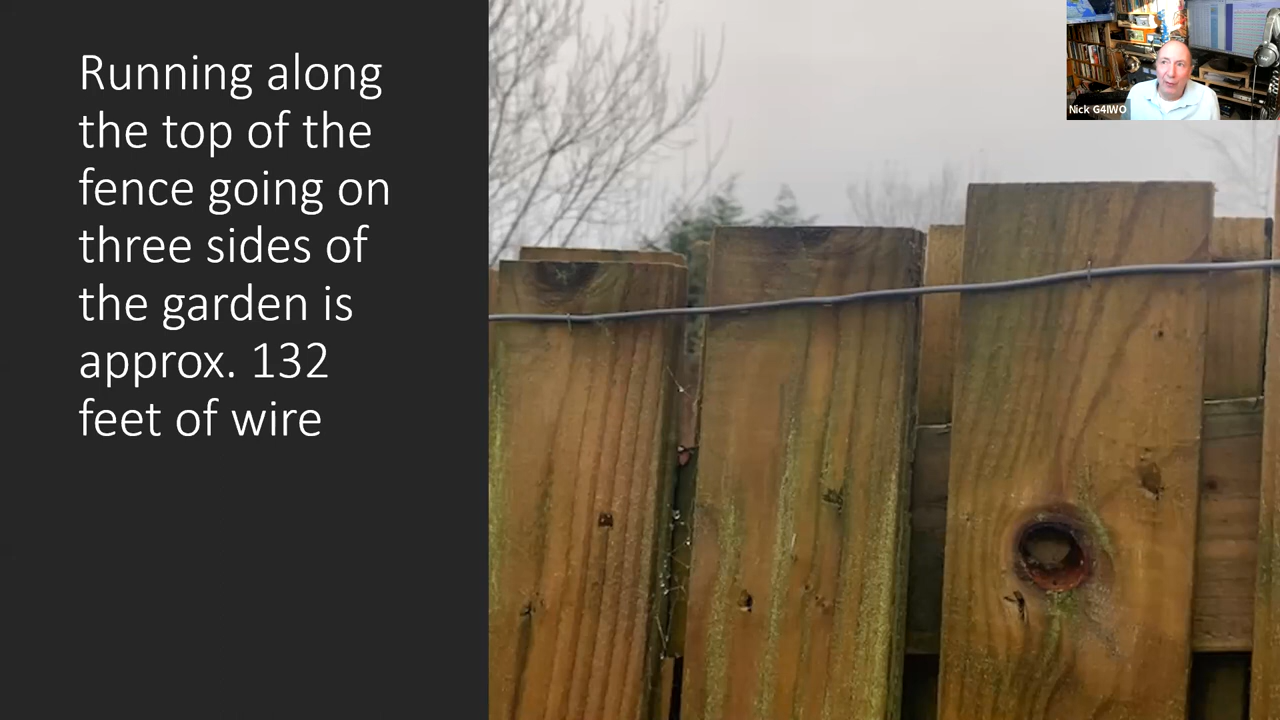 Running along
the top of the
fence going on
three sides of
the garden is
approx. 132
feet of wire
Nick G4IWO